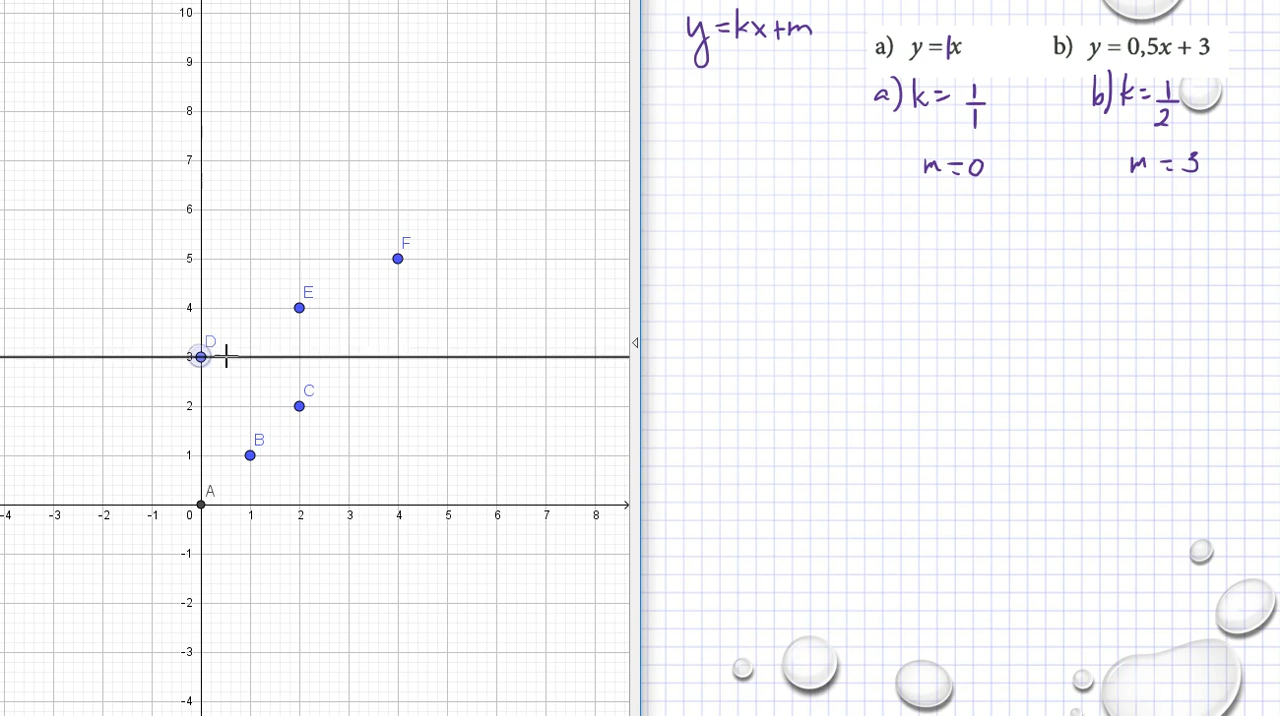 10
9
8
7
6
F
5
E
4
D
3
C
2
B
1
A
-4 -3 -2 -1 0 1 2 3 4 5 6 7 8
-1
-2
-3
-4
y=kx+m
a) y = 1x b) y = 0,5x + 3
a) k = 1/1 b) k = 1/2
m = 0 m = 3